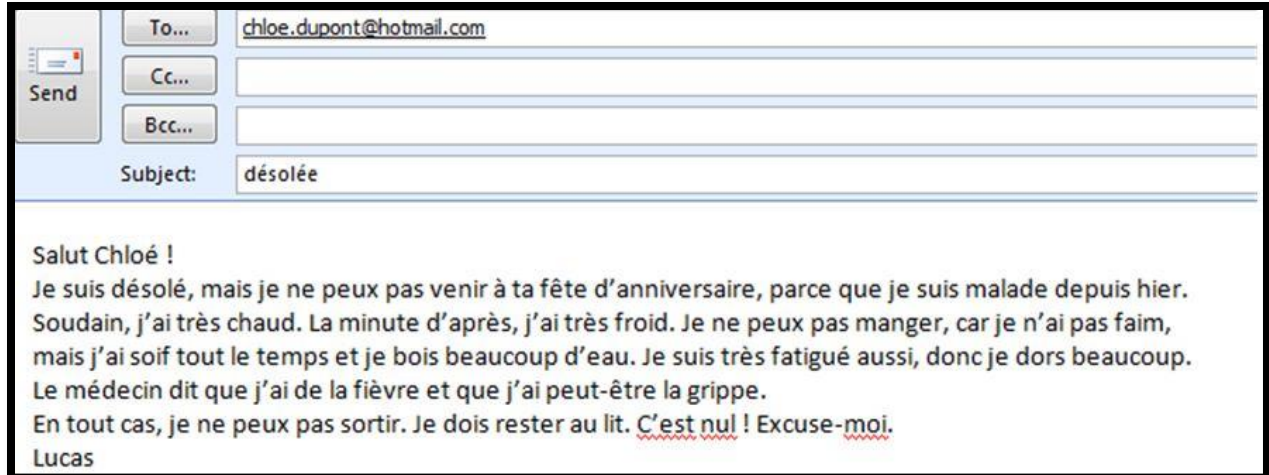 To... chloe.dupont@hotmail.com
Cc...
Send
Bcc...
Subject: désolée
Salut Chloé !
Je suis désolé, mais je ne peux pas venir à ta fête d’anniversaire, parce que je suis malade depuis hier.
Soudain, j’ai très chaud. La minute d’après, j’ai très froid. Je ne peux pas manger, car je n’ai pas faim,
mais j’ai soif tout le temps et je bois beaucoup d’eau. Je suis très fatigué aussi, donc je dors beaucoup.
Le médecin dit que j’ai de la fièvre et que j’ai peut-être la grippe.
En tout cas, je ne peux pas sortir. Je dois rester au lit. C’est nul ! Excuse-moi.
Lucas